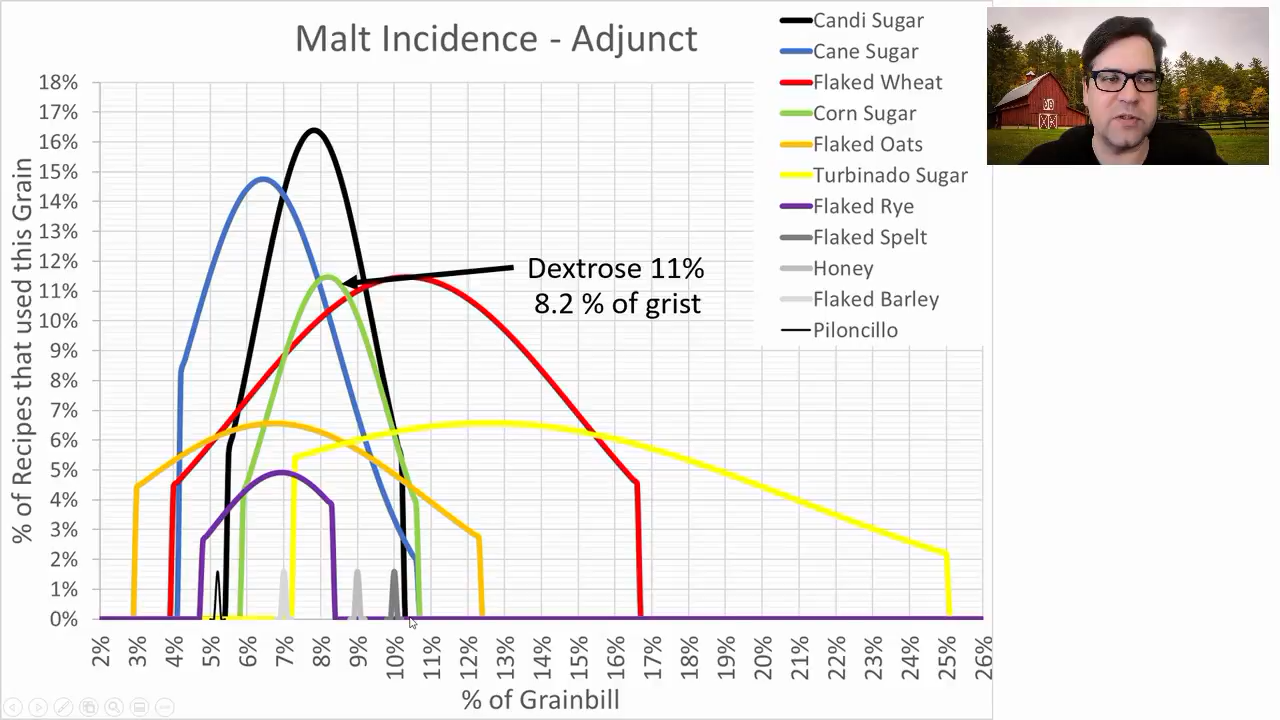 Malt Incidence - Adjunct
Candi Sugar
Cane Sugar
Flaked Wheat
Corn Sugar
Flaked Oats
Turbinado Sugar
Flaked Rye
Flaked Spelt
Honey
Flaked Barley
Piloncillo
% of Recipes that used this Grain
18%
17%
16%
15%
14%
13%
12%
11%
10%
9%
8%
7%
6%
5%
4%
3%
2%
1%
0%
Dextrose 11%
8.2 % of grist
2% 3% 4% 5% 6% 7% 8% 9% 10% 11% 12% 13% 14% 15% 16% 17% 18% 19% 20% 21% 22% 23% 24% 25% 26%
% of Grainbill